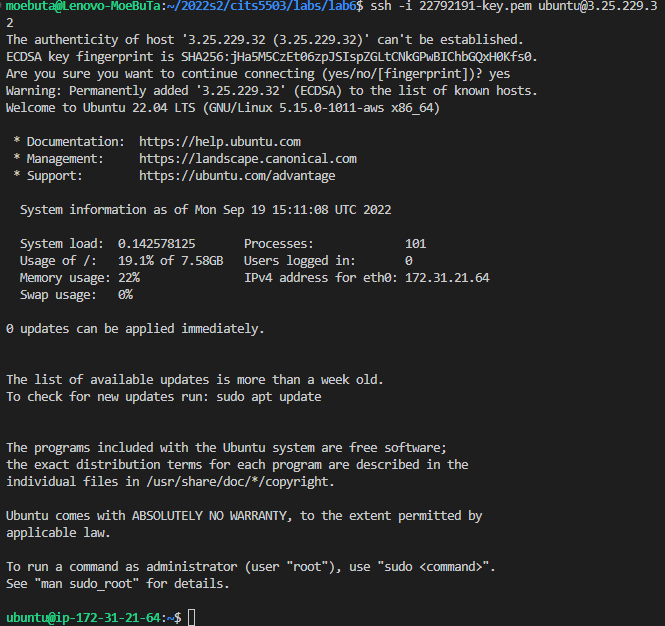 moebuta@Lenovo-MoeBuTa:~/2022s2/cits5503/labs/lab6$ ssh -i 22792191-key.pem ubuntu@3.25.229.3
2
The authenticity of host '3.25.229.32 (3.25.229.32)' can't be established.
ECDSA key fingerprint is SHA256:jHa5M5CzEt06zpJSIspZGLtCNkGPwBIChbGQxH0Kfs0.
Are you sure you want to continue connecting (yes/no/[fingerprint])? yes
Warning: Permanently added '3.25.229.32' (ECDSA) to the list of known hosts.
Welcome to Ubuntu 22.04 LTS (GNU/Linux 5.15.0-1011-aws x86_64)
* Documentation:  https://help.ubuntu.com
* Management:     https://landscape.canonical.com
* Support:        https://ubuntu.com/advantage
System information as of Mon Sep 19 15:11:08 UTC 2022
System load:  0.142578125       Processes:             101
Usage of /:   19.1% of 7.58GB   Users logged in:       0
Memory usage: 22%               IPv4 address for eth0: 172.31.21.64
Swap usage:   0%
0 updates can be applied immediately.
The list of available updates is more than a week old.
To check for new updates run: sudo apt update
The programs included with the Ubuntu system are free software;
the exact distribution terms for each program are described in the
individual files in /usr/share/doc/*/copyright.
Ubuntu comes with ABSOLUTELY NO WARRANTY, to the extent permitted by
applicable law.
To run a command as administrator (user "root"), use "sudo <command>".
See "man sudo_root" for details.
ubuntu@ip-172-31-21-64:~$